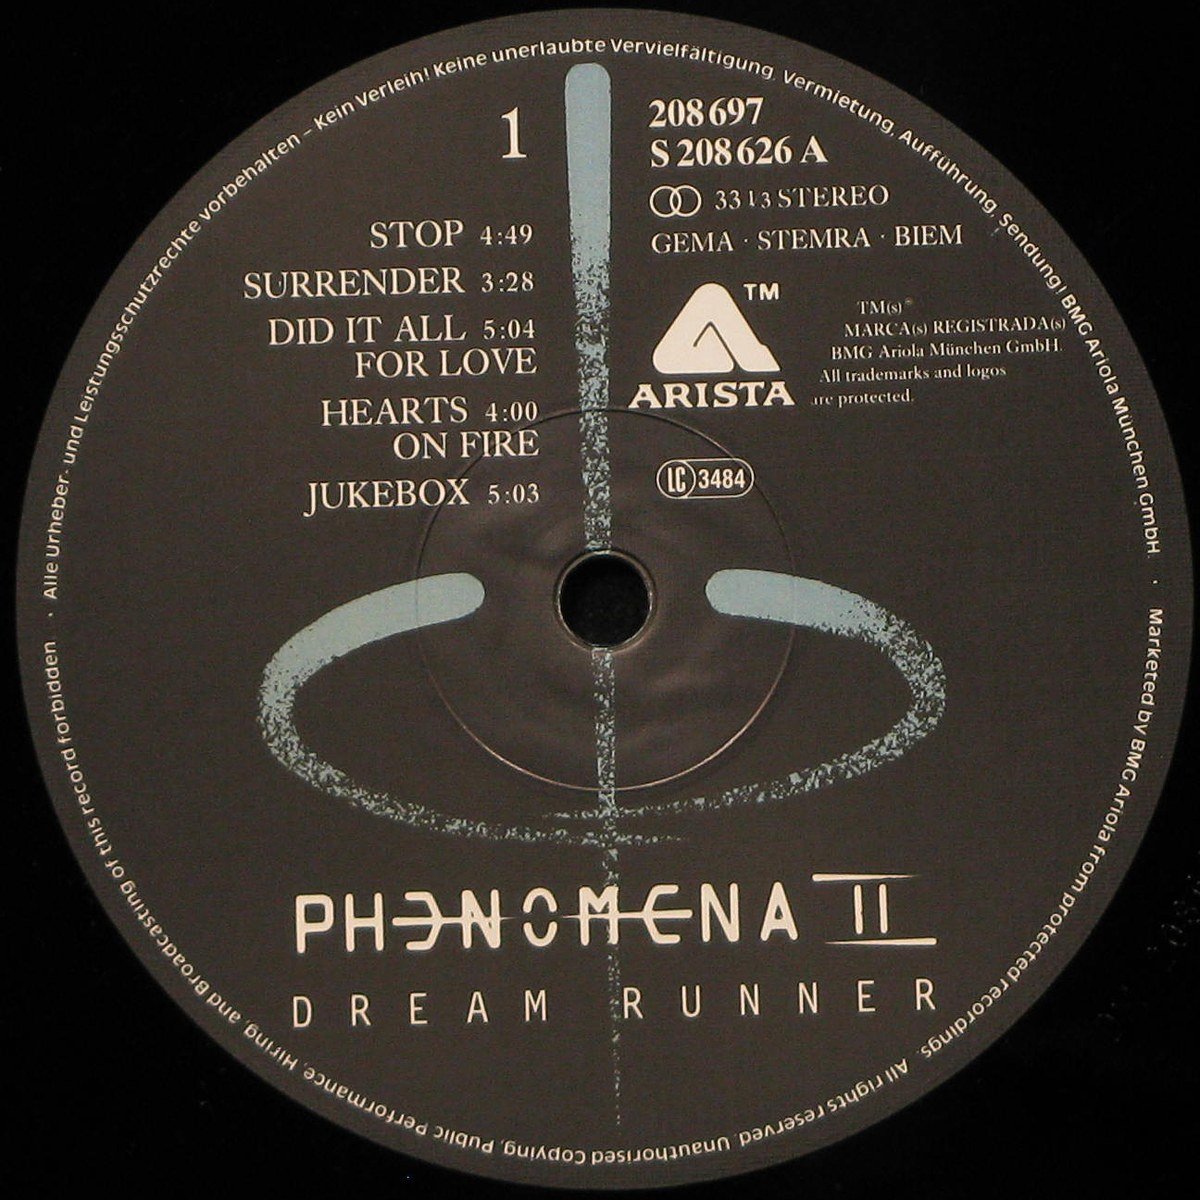 Alle Urheber- und Leistungsschutzrechte vorbehalten – Kein Verleih! Keine unerlaubte Vervielfältigung, Vermietung, Aufführung, Sendung! BMG Ariola München GmbH ·
1
208 697
S 208 626 A
33 1/3 STEREO
GEMA · STEMRA · BIEM
STOP 4:49
SURRENDER 3:28
DID IT ALL 5:04
FOR LOVE
HEARTS 4:00
ON FIRE
JUKEBOX 5:03
TM
ARISTA
TM(s)®
MARCA(s) REGISTRADA(s)
BMG Ariola München GmbH.
All trademarks and logos
are protected.
LC 3484
PHENOMENA II
DREAM RUNNER
Marketed by BMG Ariola from protected recordings. All rights reserved. Unauthorised Copying, Public Performance, Hiring, and Broadcasting of this record forbidden ·